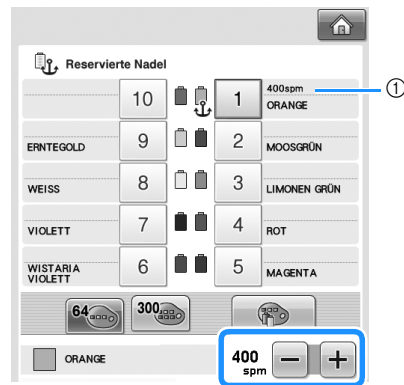 Reservierte Nadel
10
1
400spm
ORANGE
①
ERNTEGOLD
9
2
MOOSGRÜN
WEISS
8
3
LIMONEN GRÜN
VIOLETT
7
4
ROT
WISTARIA
VIOLETT
6
5
MAGENTA
64
300
ORANGE
400
spm
− +